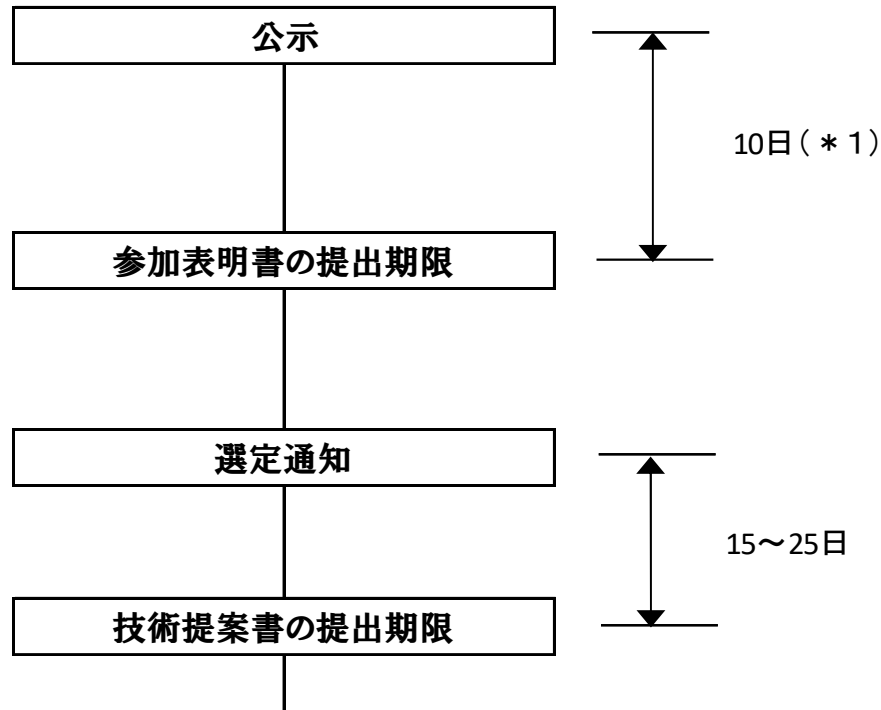 公示
10日（＊１）
参加表明書の提出期限
選定通知
15～25日
技術提案書の提出期限